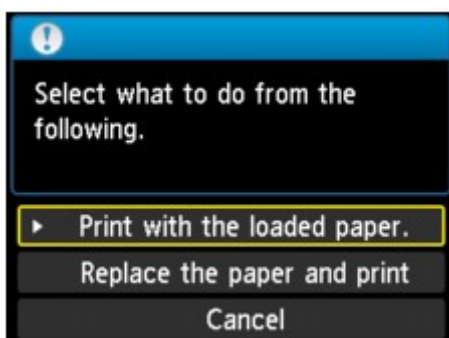 Select what to do from the
following.
Print with the loaded paper.
Replace the paper and print
Cancel